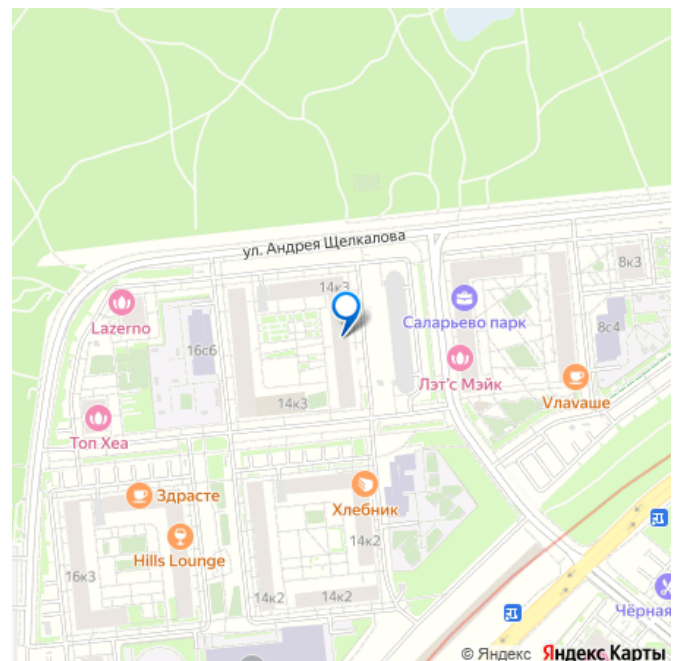 ул. Андрея Щелкалова
8к3
14к3
Lazerno
Саларьево парк
8с4
16с6
Лэт'с Мэйк
Vлаваше
14к3
Топ Хеа
Здрасте
Хлебник
Hills Lounge
14к2
16к3
14к2
14к2
Чёрная
© Яндекс Яндекс Карты